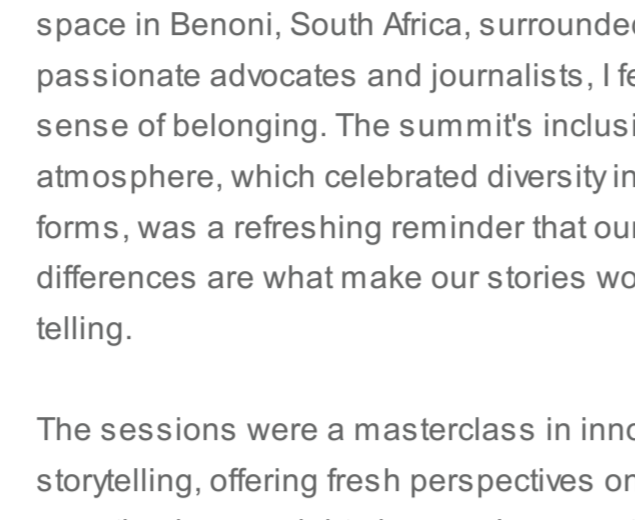 space in Benoni, South Africa,
passionate advocates and journalists, I
sense of belonging. The summit's
atmosphere, which celebrated diversity in
forms, was a refreshing reminder that
differences are what make our stories
telling.
The sessions were a masterclass in
storytelling, offering fresh perspectives